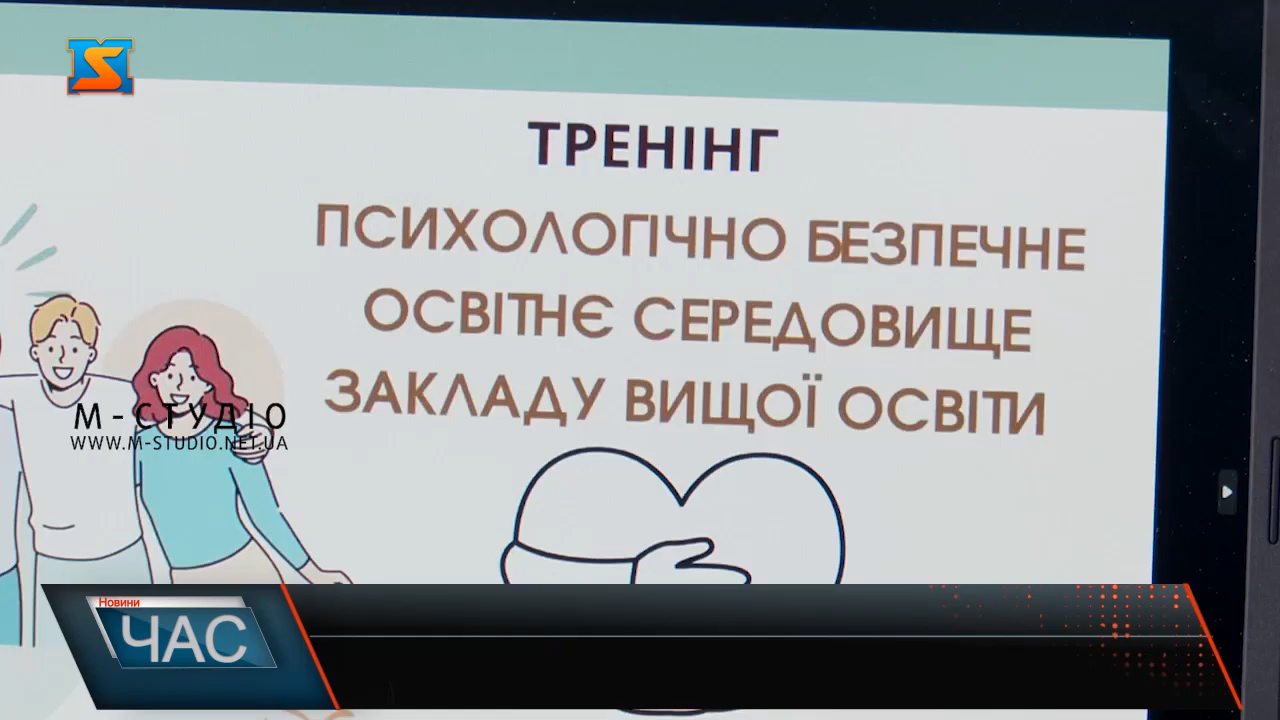 ТРЕНІНГ
ПСИХОЛОГІЧНО БЕЗПЕЧНЕ
ОСВІТНЄ СЕРЕДОВИЩЕ
ЗАКЛАДУ ВИЩОЇ ОСВІТИ
М-СТУДІО
WWW.M-STUDIO.NET.UA
Новини
ЧАС